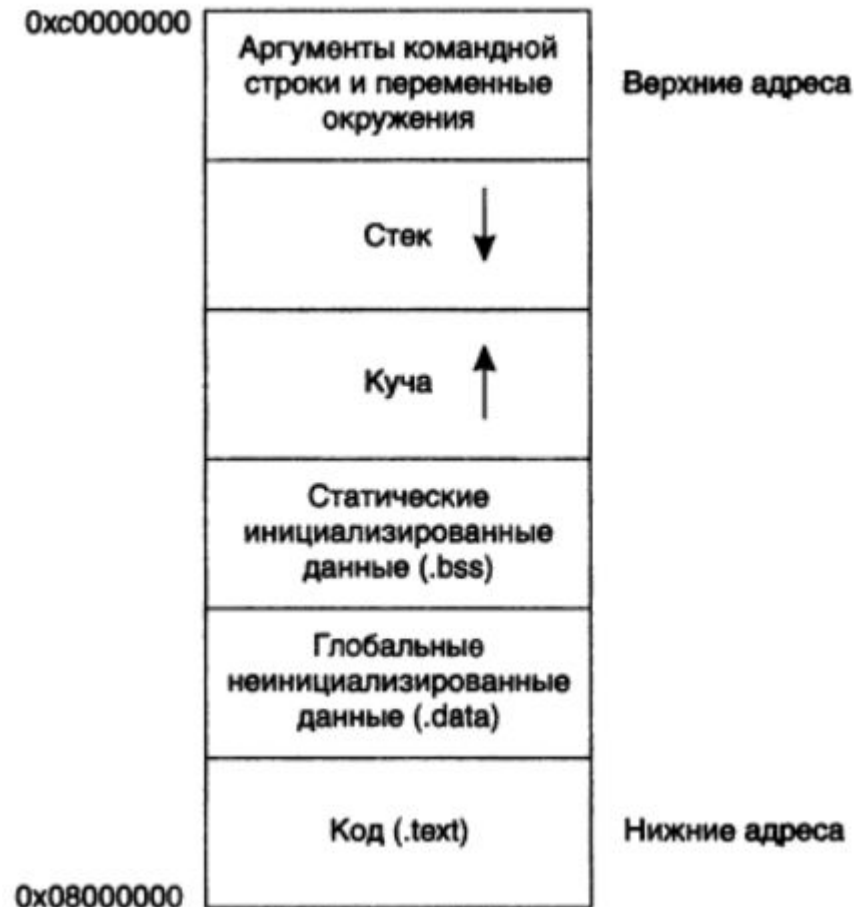 0xc0000000
Аргументы командной
строки и переменные
окружения
Верхние адреса
Стек
Куча
Статические
инициализированные
данные (.bss)
Глобальные
неинициализированные
данные (.data)
Код (.text)
Нижние адреса
0x08000000